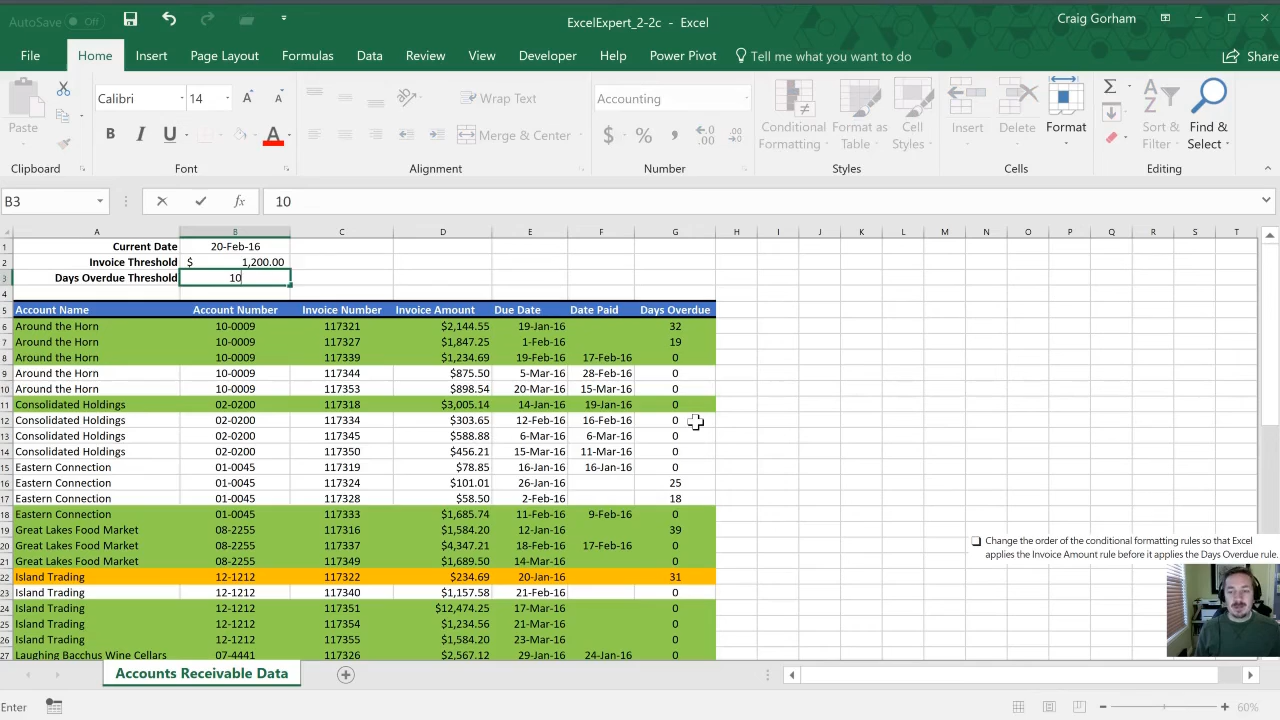 AutoSave Off
ExcelExpert_2-2c - Excel
Craig Gorham
File Home Insert Page Layout Formulas Data Review View Developer Help Power Pivot Tell me what you want to do Share
Calibri 14 Wrap Text Accounting
Paste B I U A Merge & Center $ % , Conditional Formatting Format as Table Cell Styles Insert Delete Format Sort & Filter Find & Select
Clipboard Font Alignment Number Styles Cells Editing
B3 fx 10
A B C D E F G H I J K L M N O P Q R S T
1 Current Date 20-Feb-16
2 Invoice Threshold $ 1,200.00
3 Days Overdue Threshold 10
4
5 Account Name Account Number Invoice Number Invoice Amount Due Date Date Paid Days Overdue
6 Around the Horn 10-0009 117321 $2,144.55 19-Jan-16 32
7 Around the Horn 10-0009 117327 $1,847.25 1-Feb-16 19
8 Around the Horn 10-0009 117339 $1,234.69 19-Feb-16 17-Feb-16 0
9 Around the Horn 10-0009 117344 $875.50 5-Mar-16 28-Feb-16 0
10 Around the Horn 10-0009 117353 $898.54 20-Mar-16 15-Mar-16 0
11 Consolidated Holdings 02-0200 117318 $3,005.14 14-Jan-16 19-Jan-16 0
12 Consolidated Holdings 02-0200 117334 $303.65 12-Feb-16 16-Feb-16 0
13 Consolidated Holdings 02-0200 117345 $588.88 6-Mar-16 6-Mar-16 0
14 Consolidated Holdings 02-0200 117350 $456.21 15-Mar-16 11-Mar-16 0
15 Eastern Connection 01-0045 117319 $78.85 16-Jan-16 16-Jan-16 0
16 Eastern Connection 01-0045 117324 $101.01 26-Jan-16 25
17 Eastern Connection 01-0045 117328 $58.50 2-Feb-16 18
18 Eastern Connection 01-0045 117333 $1,685.74 11-Feb-16 9-Feb-16 0
19 Great Lakes Food Market 08-2255 117316 $1,584.20 12-Jan-16 39
20 Great Lakes Food Market 08-2255 117337 $4,347.21 18-Feb-16 17-Feb-16 0
21 Great Lakes Food Market 08-2255 117349 $1,689.50 14-Mar-16 0
22 Island Trading 12-1212 117322 $234.69 20-Jan-16 31
23 Island Trading 12-1212 117340 $1,157.58 21-Feb-16 0
24 Island Trading 12-1212 117351 $12,474.25 17-Mar-16 0
25 Island Trading 12-1212 117354 $1,234.56 21-Mar-16 0
26 Island Trading 12-1212 117355 $1,584.20 23-Mar-16 0
27 Laughing Bacchus Wine Cellars 07-4441 117326 $2,567.12 29-Jan-16 24-Jan-16 0
Change the order of the conditional formatting rules so that Excel
applies the Invoice Amount rule before it applies the Days Overdue rule.
Accounts Receivable Data
Enter 60%